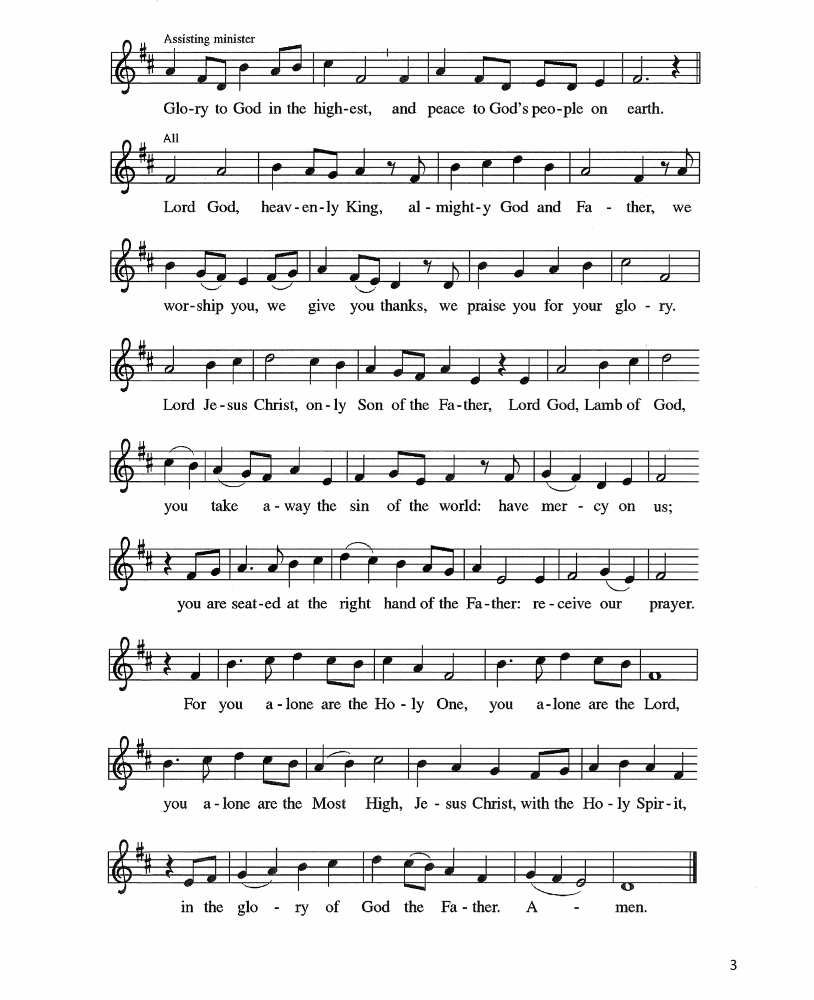 Assisting minister
Glo-ry to God in the high-est, and peace to God's peo-ple on earth.
All
Lord God, heav-en-ly King, al-might-y God and Fa - ther, we
wor-ship you, we give you thanks, we praise you for your glo - ry.
Lord Je-sus Christ, on-ly Son of the Fa-ther, Lord God, Lamb of God,
you take a-way the sin of the world: have mer - cy on us;
you are seat-ed at the right hand of the Fa-ther: re-ceive our prayer.
For you a-lone are the Ho-ly One, you a-lone are the Lord,
you a-lone are the Most High, Je - sus Christ, with the Ho-ly Spir-it,
in the glo - ry of God the Fa-ther. A - men.
3